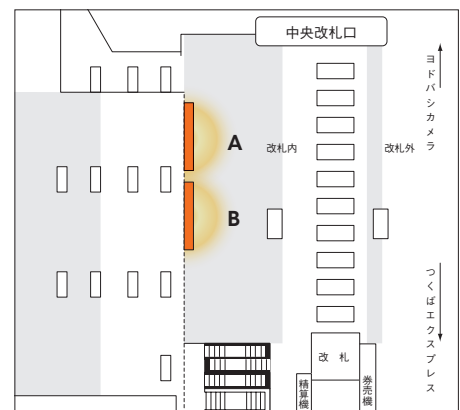 中央改札口
ヨドバシカメラ
A
改札内
改札外
B
つくばエクスプレス
改 札
精算機
券売機